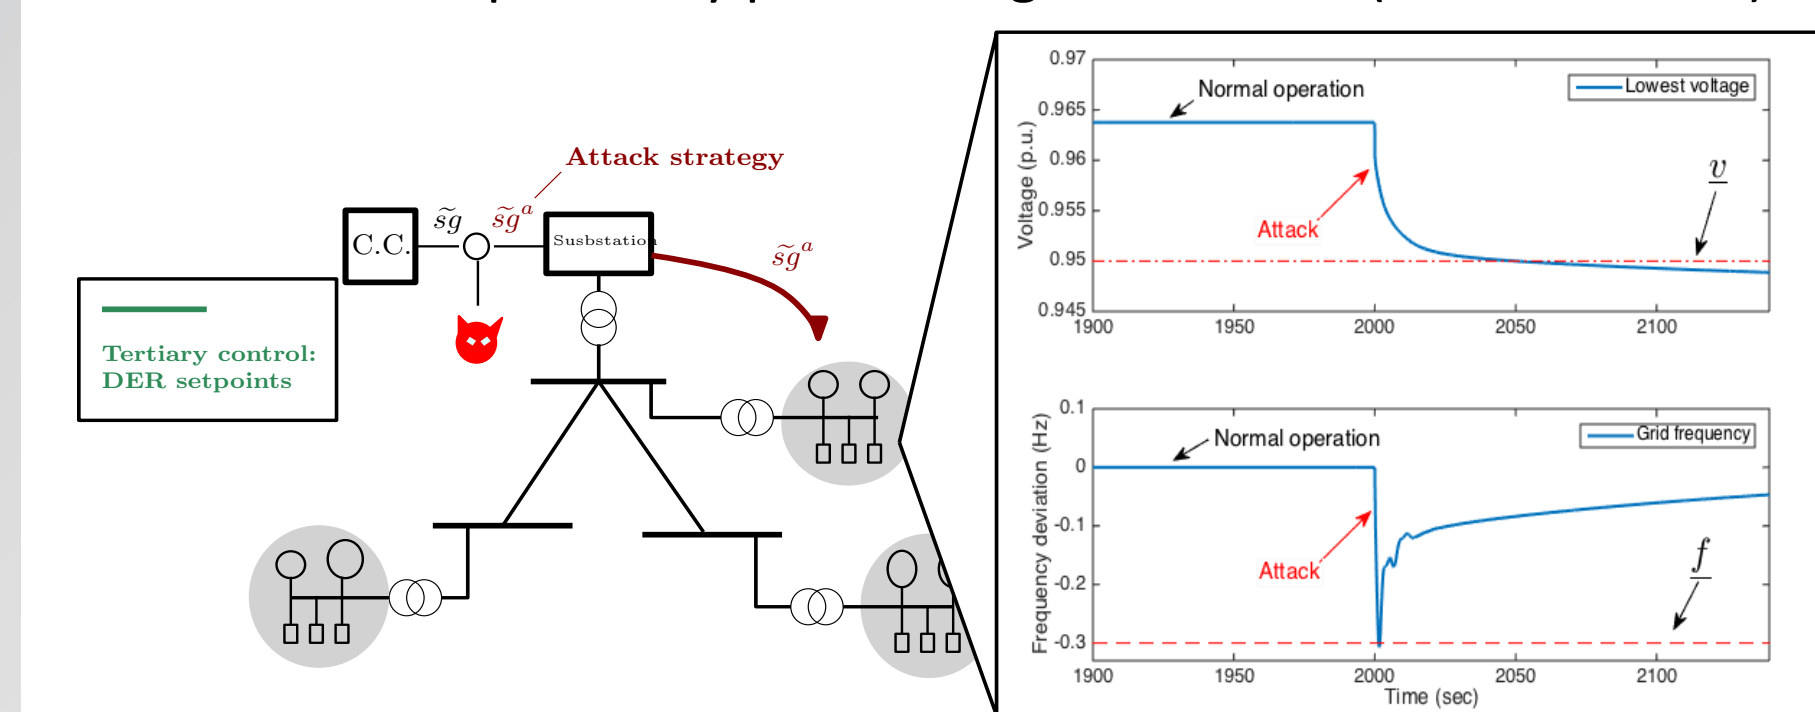 Attack strategy
C.C.
s̃g
s̃gᵃ
Susbstation
s̃gᵃ
Tertiary control:
DER setpoints
0.97
0.965
0.96
0.955
0.95
0.945
Voltage (p.u.)
Normal operation
Lowest voltage
Attack
v
1900 1950 2000 2050 2100
0.1
0
-0.1
-0.2
-0.3
Frequency deviation (Hz)
Normal operation
Grid frequency
Attack
f
1900 1950 2000 2050 2100
Time (sec)